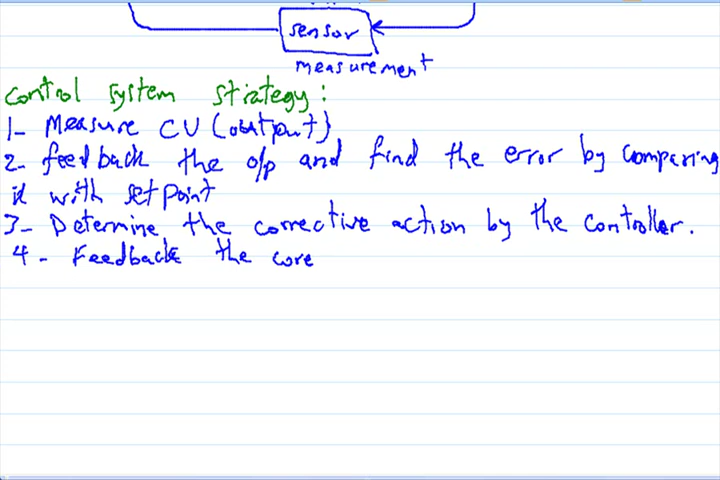 sensor
measurement
control system strategy:
1- Measure CU (output)
2- feedback the o/p and find the error by comparing
it with setpoint
3- Determine the corrective action by the controller.
4- Feedback the core